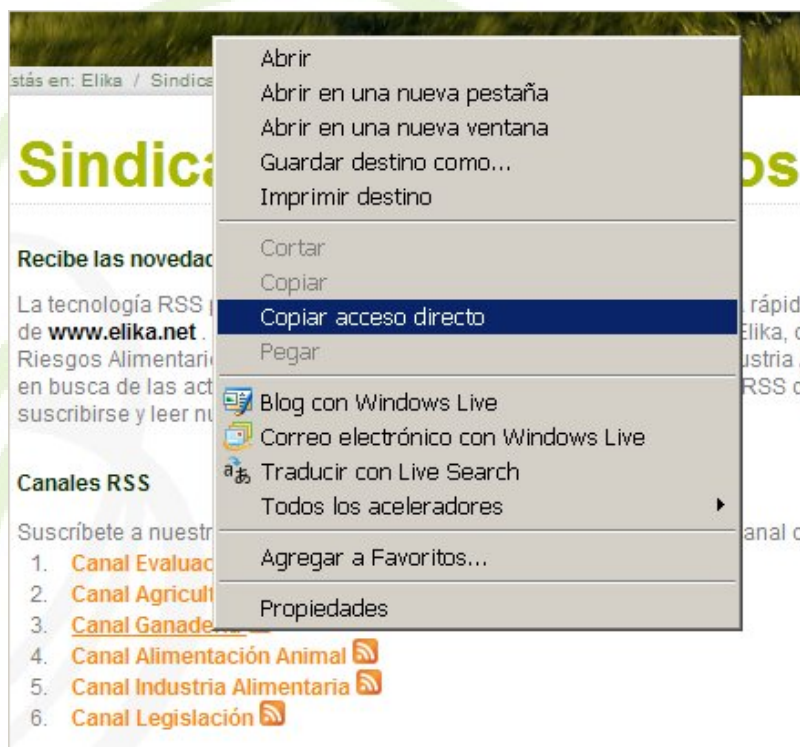 stás en: Elika / Sindica
Sindica os
Recibe las novedad
La tecnología RSS rápid
de www.elika.net . Elika,
Riesgos Alimentari ustria
en busca de las act RSS
suscribirse y leer nu
Canales RSS
Suscríbete a nuestr anal
1. Canal Evaluac
2. Canal Agricult
3. Canal Ganade
4. Canal Alimentación Animal
5. Canal Industria Alimentaria
6. Canal Legislación
Abrir
Abrir en una nueva pestaña
Abrir en una nueva ventana
Guardar destino como...
Imprimir destino
Cortar
Copiar
Copiar acceso directo
Pegar
Blog con Windows Live
Correo electrónico con Windows Live
Traducir con Live Search
Todos los aceleradores
Agregar a Favoritos...
Propiedades